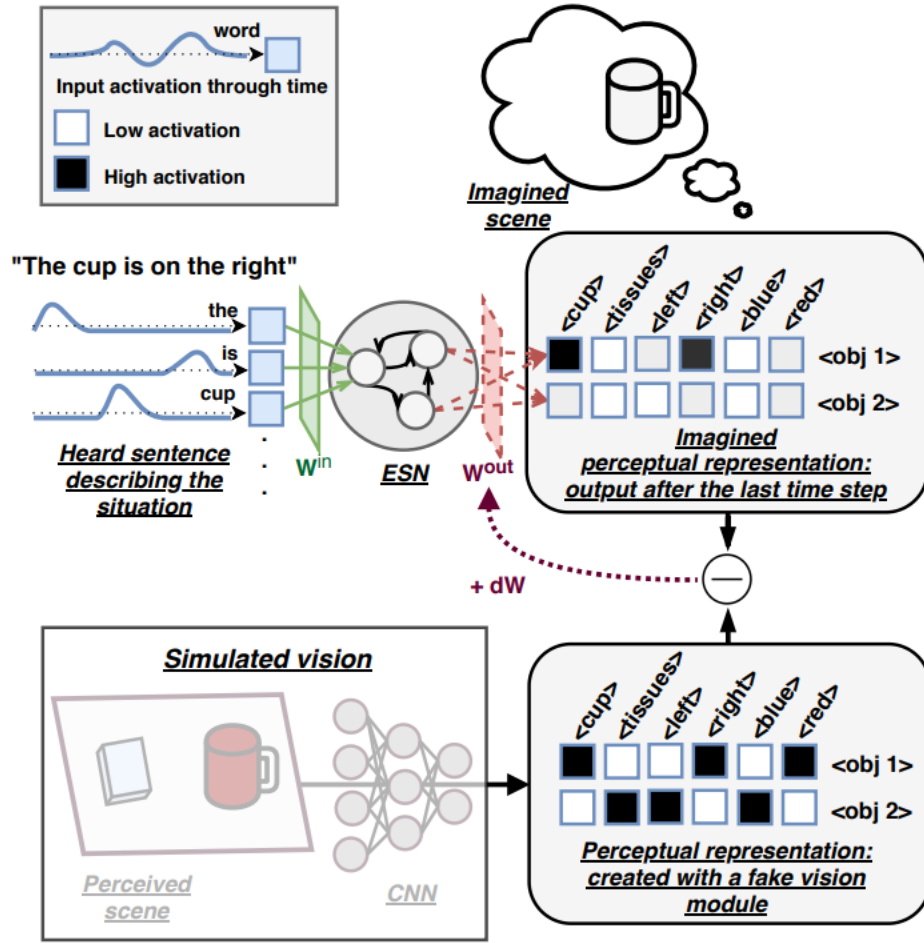 word
Input activation through time
Low activation
High activation
Imagined
scene
"The cup is on the right"
the
is
cup
.
.
.
Heard sentence
describing the
situation
W^in
ESN
W^out
<cup>
<tissues>
<left>
<right>
<blue>
<red>
<obj 1>
<obj 2>
Imagined
perceptual representation:
output after the last time step
+ dW
Simulated vision
Perceived
scene
CNN
<cup>
<tissues>
<left>
<right>
<blue>
<red>
<obj 1>
<obj 2>
Perceptual representation:
created with a fake vision
module